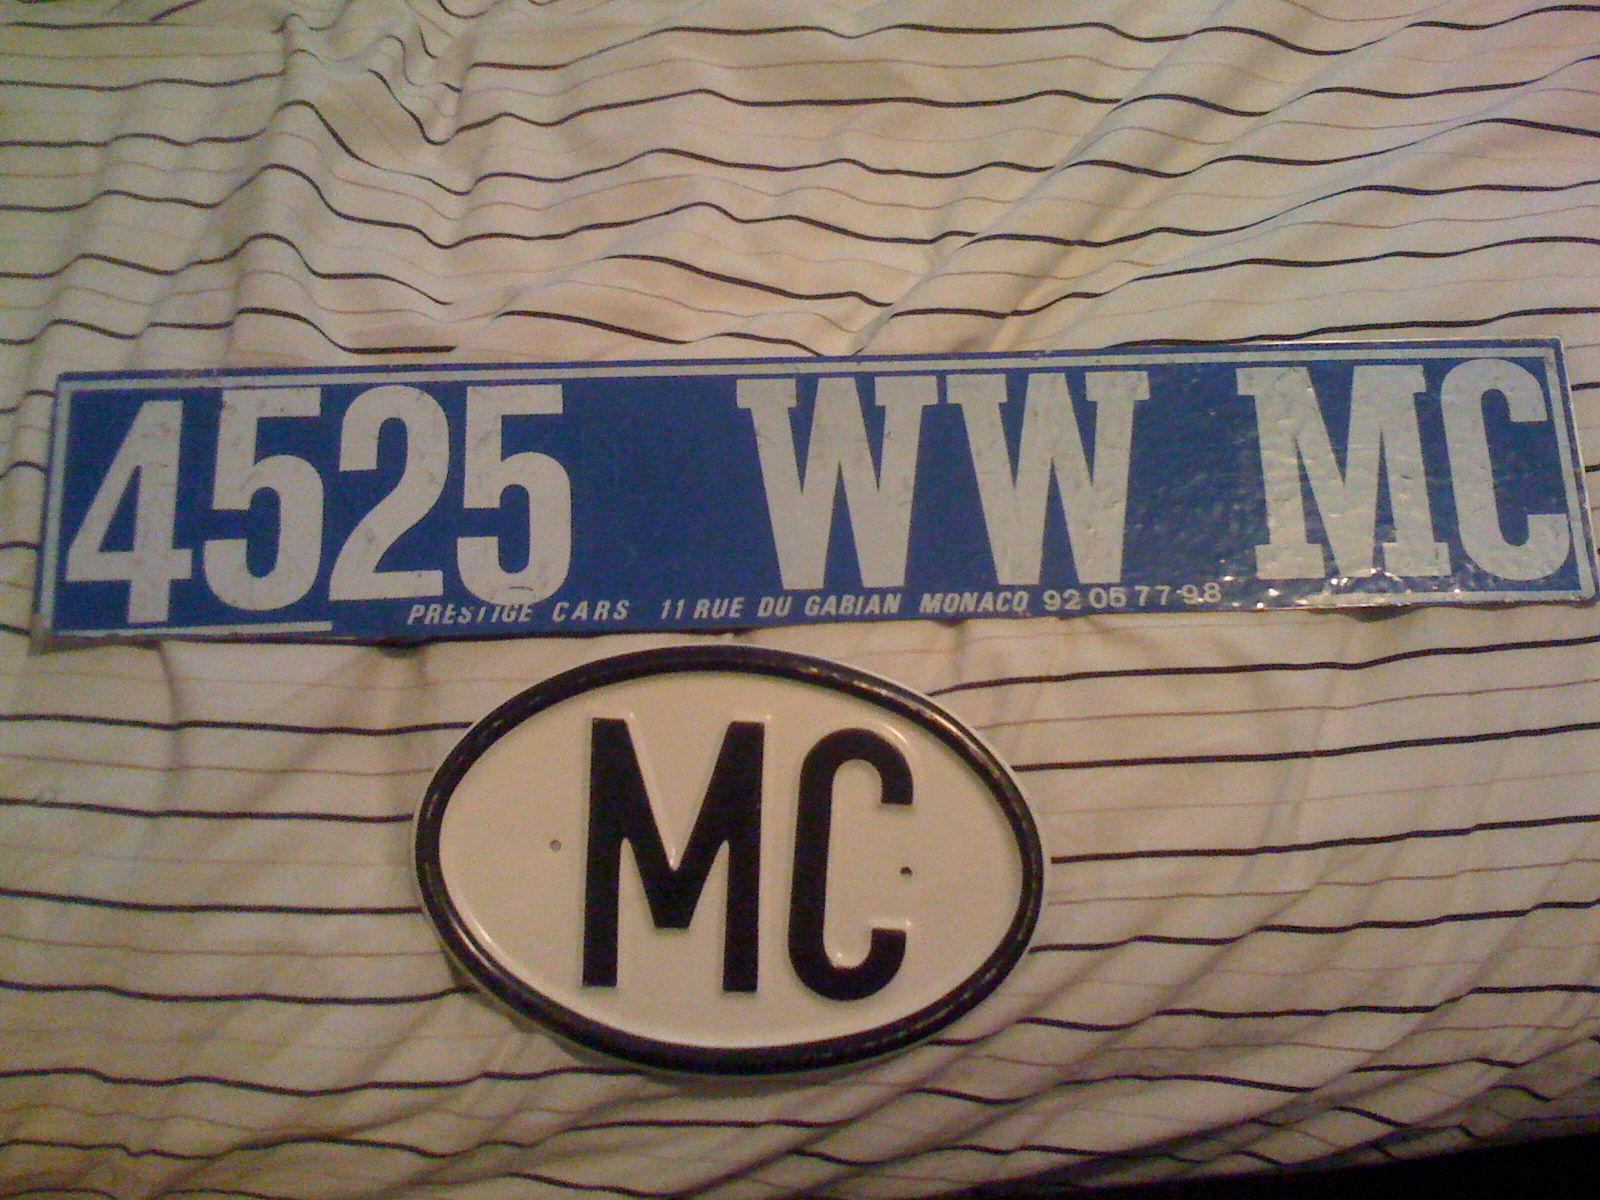 4525 WW MC
PRESTIGE CARS 11 RUE DU GABIAN MONACO 92 05 77 98
MC